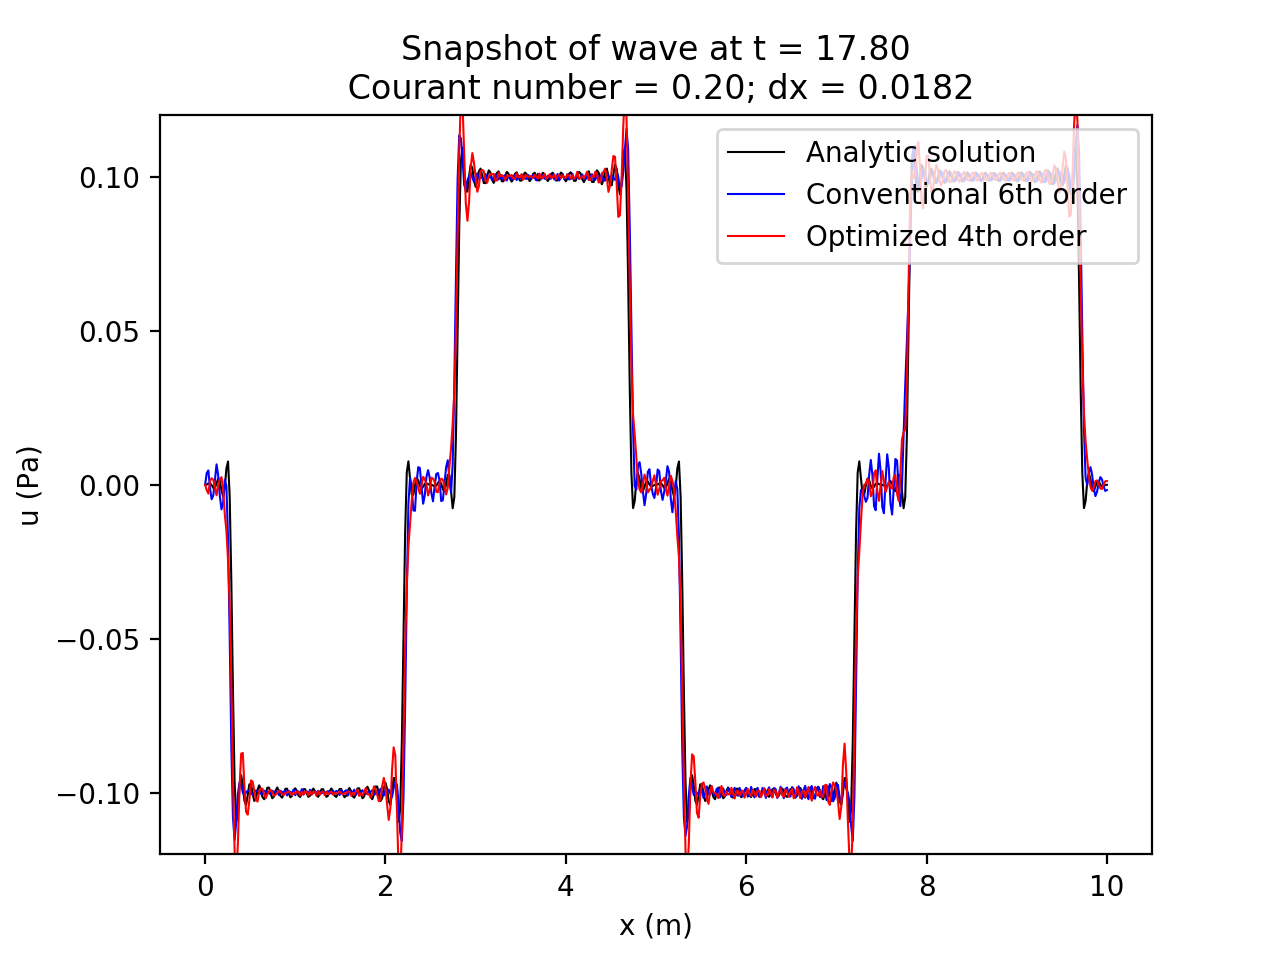 Snapshot of wave at t = 17.80
Courant number = 0.20; dx = 0.0182
Analytic solution
Conventional 6th order
Optimized 4th order
0.10
0.05
0.00
−0.05
−0.10
u (Pa)
0 2 4 6 8 10
x (m)